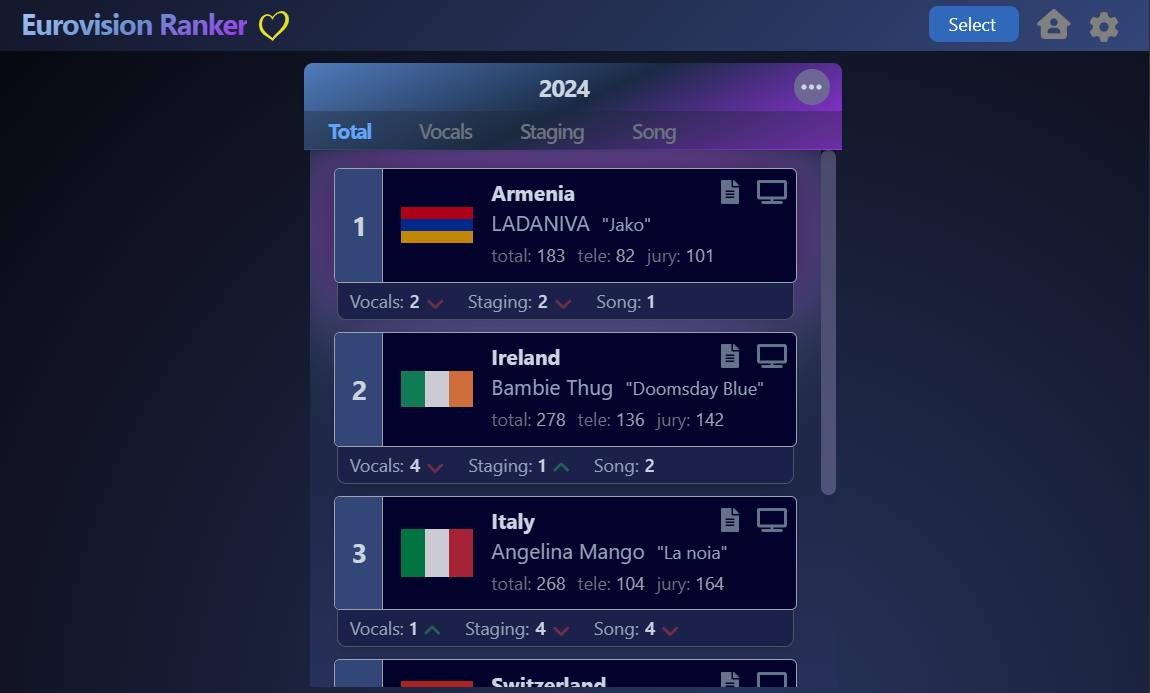 Eurovision Ranker
Select
2024
Total Vocals Staging Song
1
Armenia
LADANIVA "Jako"
total: 183 tele: 82 jury: 101
Vocals: 2 Staging: 2 Song: 1
2
Ireland
Bambie Thug "Doomsday Blue"
total: 278 tele: 136 jury: 142
Vocals: 4 Staging: 1 Song: 2
3
Italy
Angelina Mango "La noia"
total: 268 tele: 104 jury: 164
Vocals: 1 Staging: 4 Song: 4
Switzerland